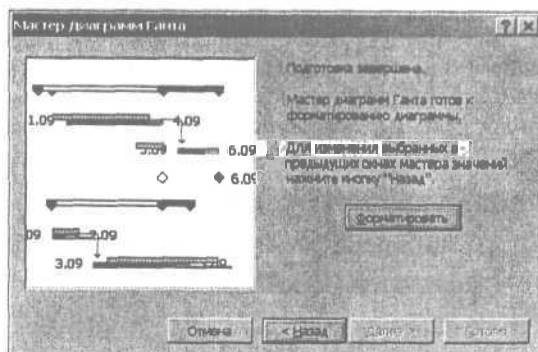 Мастер диаграмм Ганта
1.09
4.09
3.09
6.09
6.09
09
2.09
3.09
Подготовка завершена.
Мастер диаграмм Ганта готов к
форматированию диаграммы.
Для изменения выбранных в
предыдущих окнах мастера значений
нажмите кнопку "Назад".
Форматировать
Отмена
< Назад
Далее >
Готово